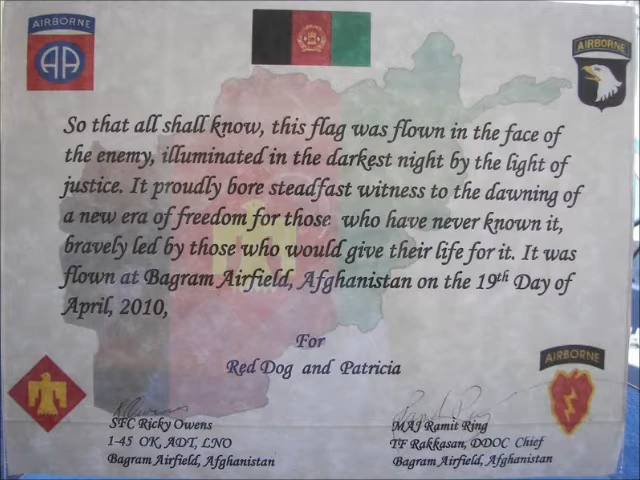 AIRBORNE
AA
AIRBORNE
So that all shall know, this flag was flown in the face of
the enemy, illuminated in the darkest night by the light of
justice. It proudly bore steadfast witness to the dawning of
a new era of freedom for those who have never known it,
bravely led by those who would give their life for it. It was
flown at Bagram Airfield, Afghanistan on the 19th Day of
April, 2010,
For
Red Dog and Patricia
AIRBORNE
SFC Ricky Owens
1-45 OK, ADT, LNO
Bagram Airfield, Afghanistan
MAJ Ramit Ring
TF Rakkasan, DDOC Chief
Bagram Airfield, Afghanistan